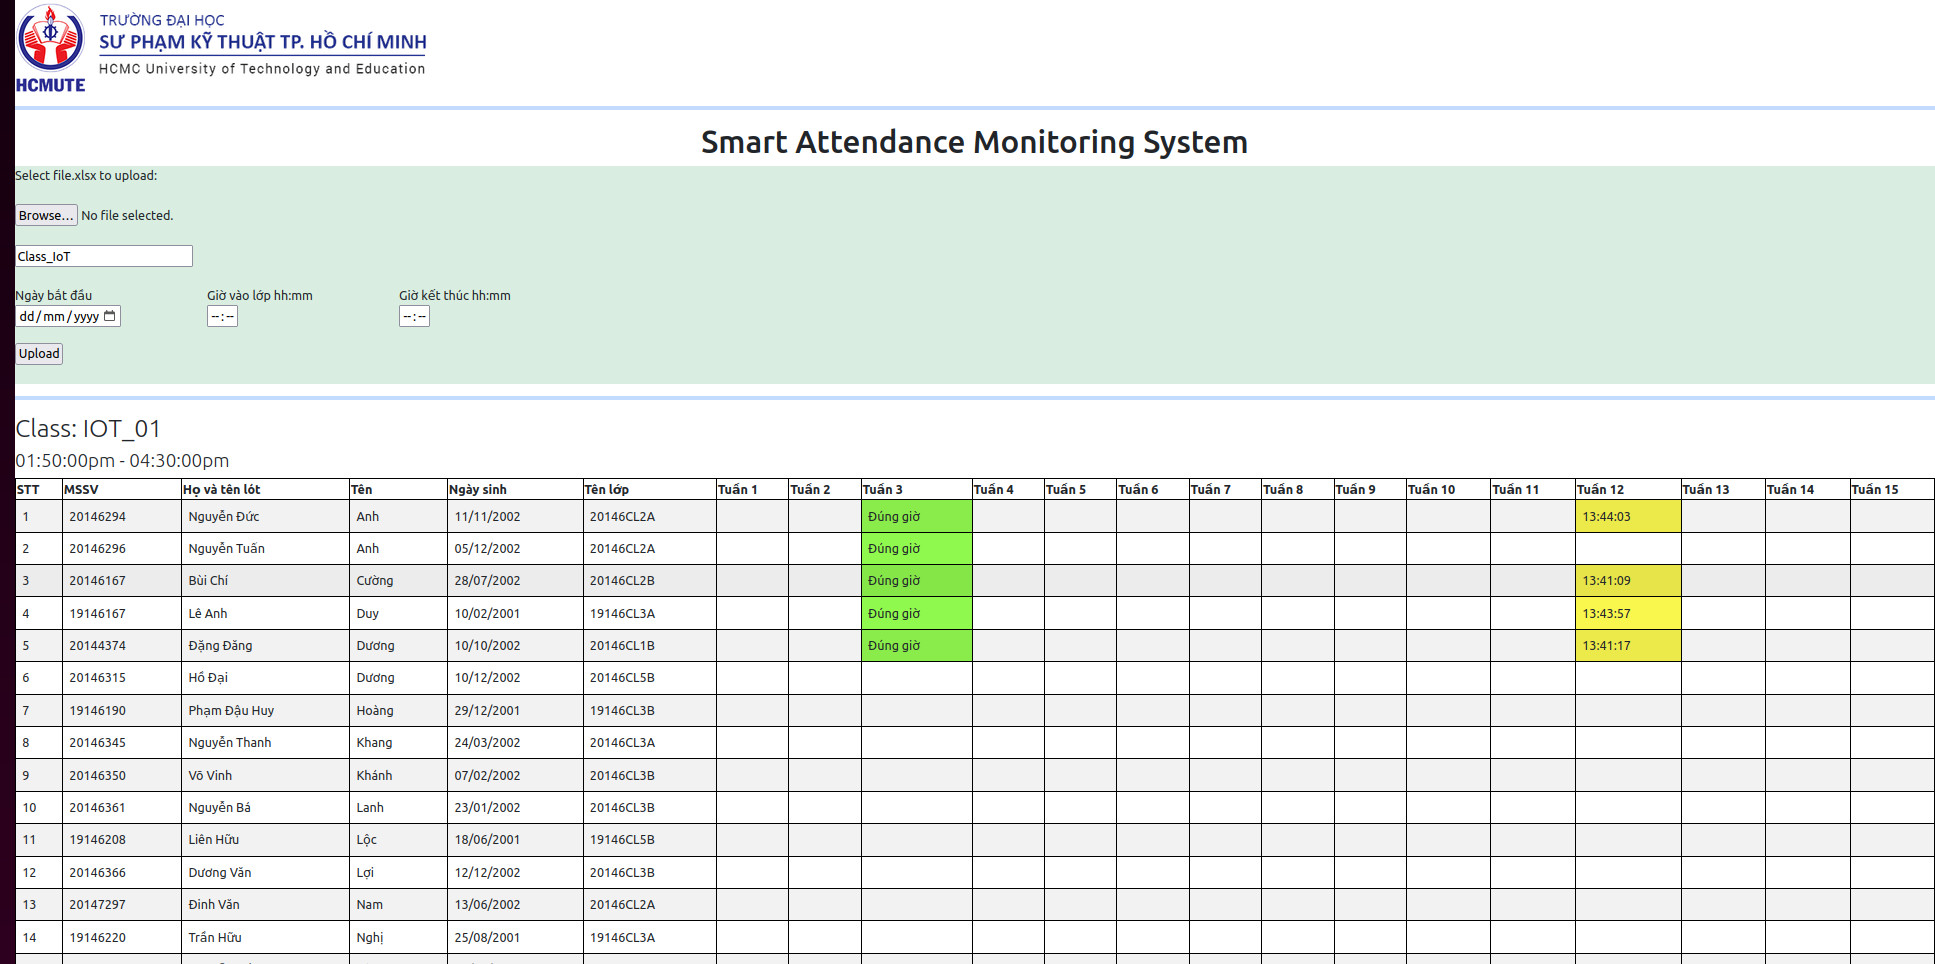 TRƯỜNG ĐẠI HỌC
SƯ PHẠM KỸ THUẬT TP. HỒ CHÍ MINH
HCMC University of Technology and Education
HCMUTE
Smart Attendance Monitoring System
Select file.xlsx to upload:
Browse... No file selected.
Class_IoT
Ngày bắt đầu Giờ vào lớp hh:mm Giờ kết thúc hh:mm
dd/mm/yyyy --:-- --:--
Upload
Class: IOT_01
01:50:00pm - 04:30:00pm
STT MSSV Họ và tên lót Tên Ngày sinh Tên lớp Tuần 1 Tuần 2 Tuần 3 Tuần 4 Tuần 5 Tuần 6 Tuần 7 Tuần 8 Tuần 9 Tuần 10 Tuần 11 Tuần 12 Tuần 13 Tuần 14 Tuần 15
1 20146294 Nguyễn Đức Anh 11/11/2002 20146CL2A Đúng giờ 13:44:03
2 20146296 Nguyễn Tuấn Anh 05/12/2002 20146CL2A Đúng giờ
3 20146167 Bùi Chí Cường 28/07/2002 20146CL2B Đúng giờ 13:41:09
4 19146167 Lê Anh Duy 10/02/2001 19146CL3A Đúng giờ 13:43:57
5 20144374 Đặng Đăng Dương 10/10/2002 20146CL1B Đúng giờ 13:41:17
6 20146315 Hồ Đại Dương 10/12/2002 20146CL5B
7 19146190 Phạm Đậu Huy Hoàng 29/12/2001 19146CL3B
8 20146345 Nguyễn Thanh Khang 24/03/2002 20146CL3A
9 20146350 Võ Vinh Khánh 07/02/2002 20146CL3B
10 20146361 Nguyễn Bá Lanh 23/01/2002 20146CL3B
11 19146208 Liên Hữu Lộc 18/06/2001 19146CL5B
12 20146366 Dương Văn Lợi 12/12/2002 20146CL3B
13 20147297 Đinh Văn Nam 13/06/2002 20146CL2A
14 19146220 Trần Hữu Nghị 25/08/2001 19146CL3A